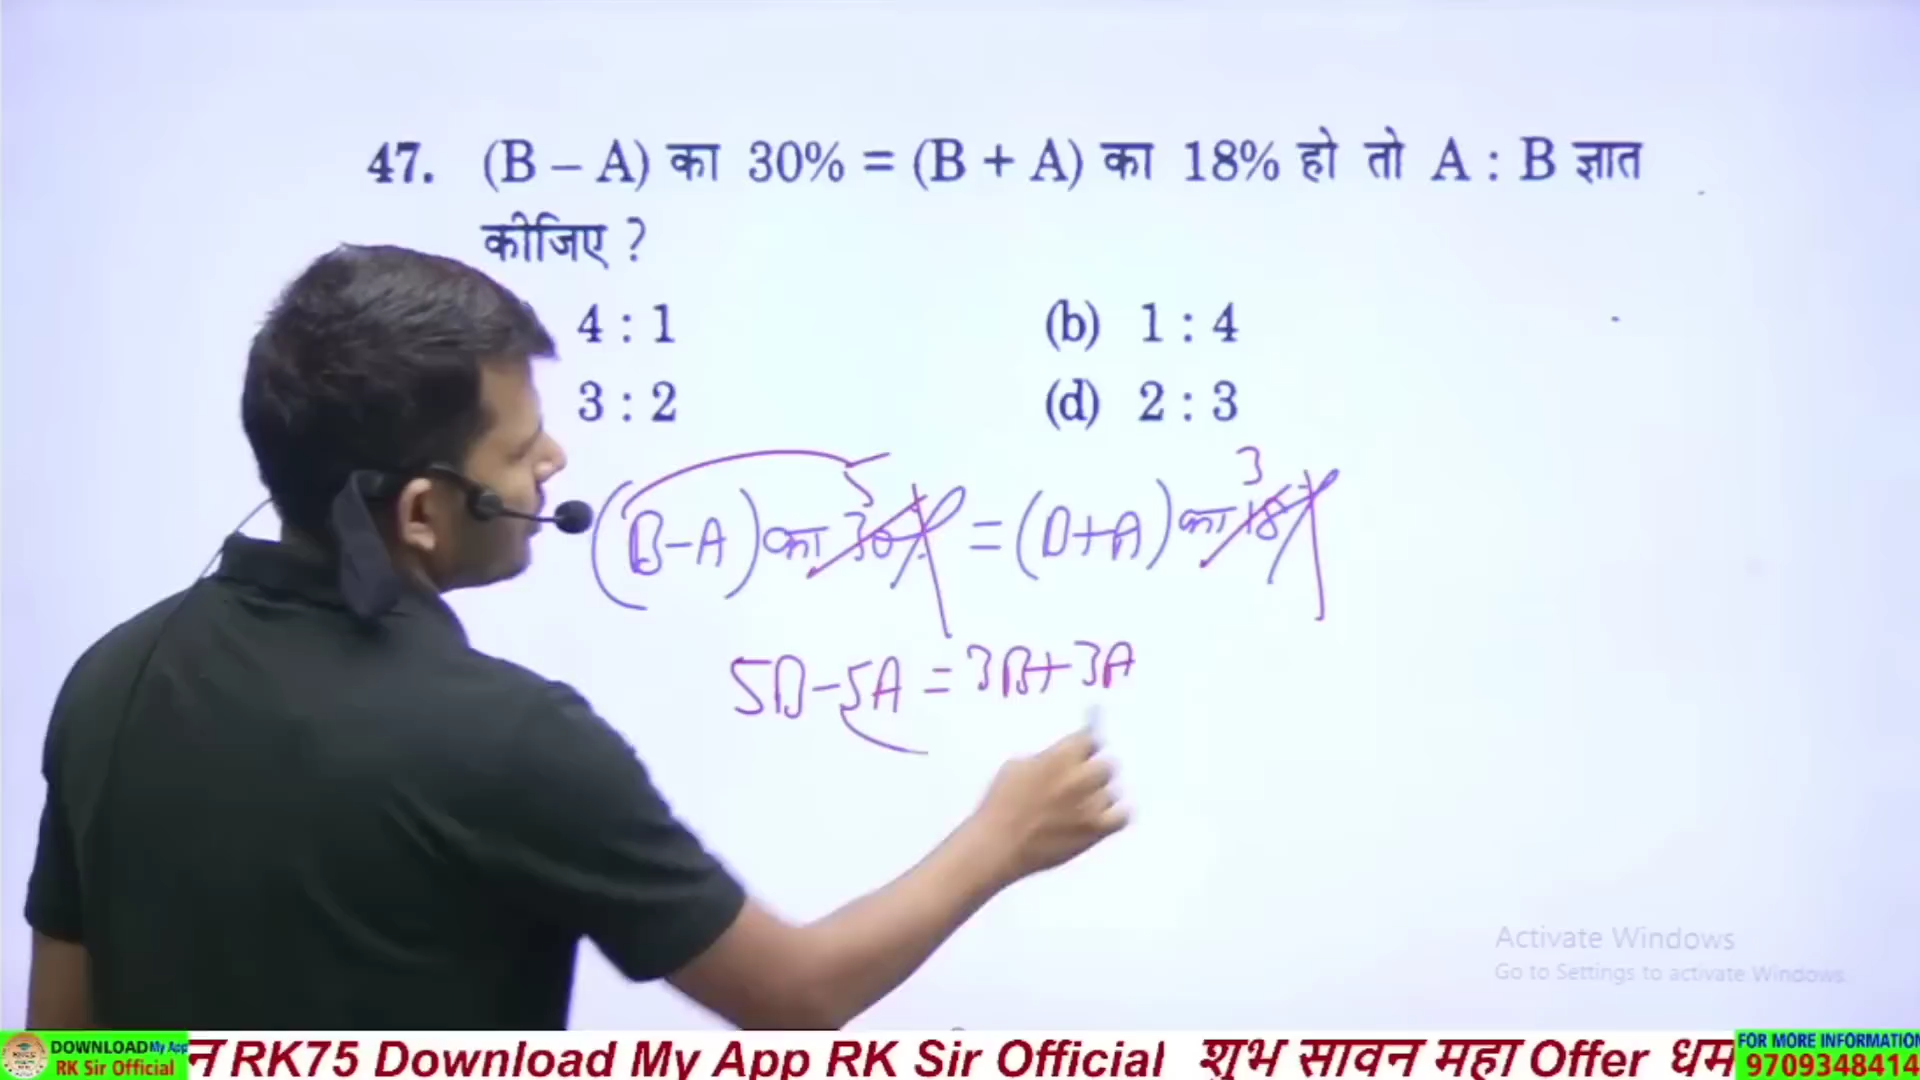 47. (B – A) का 30% = (B + A) का 18% हो तो A : B ज्ञात
कीजिए ?
4 : 1
(b) 1 : 4
3 : 2
(d) 2 : 3
5 3
(B-A) का 30% = (B+A) का 18%
5B-5A = 3B+3A
Activate Windows
Go to Settings to activate Windows.
DOWNLOAD My App
RK Sir Official
न RK75 Download My App RK Sir Official शुभ सावन महा Offer धम
FOR MORE INFORMATION
9709348414